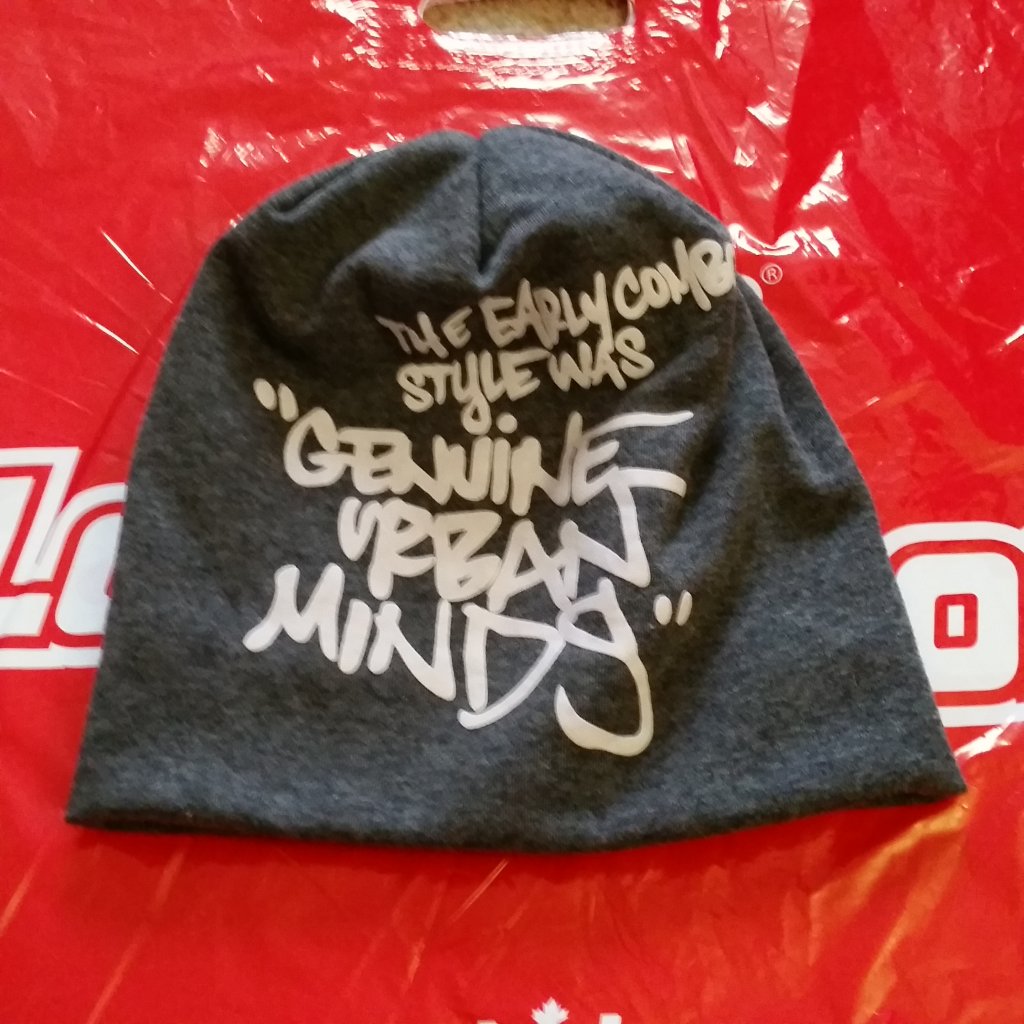 THE EARLY COMB
STYLE WAS
"GENUINE
URBAN
MINDS"
®